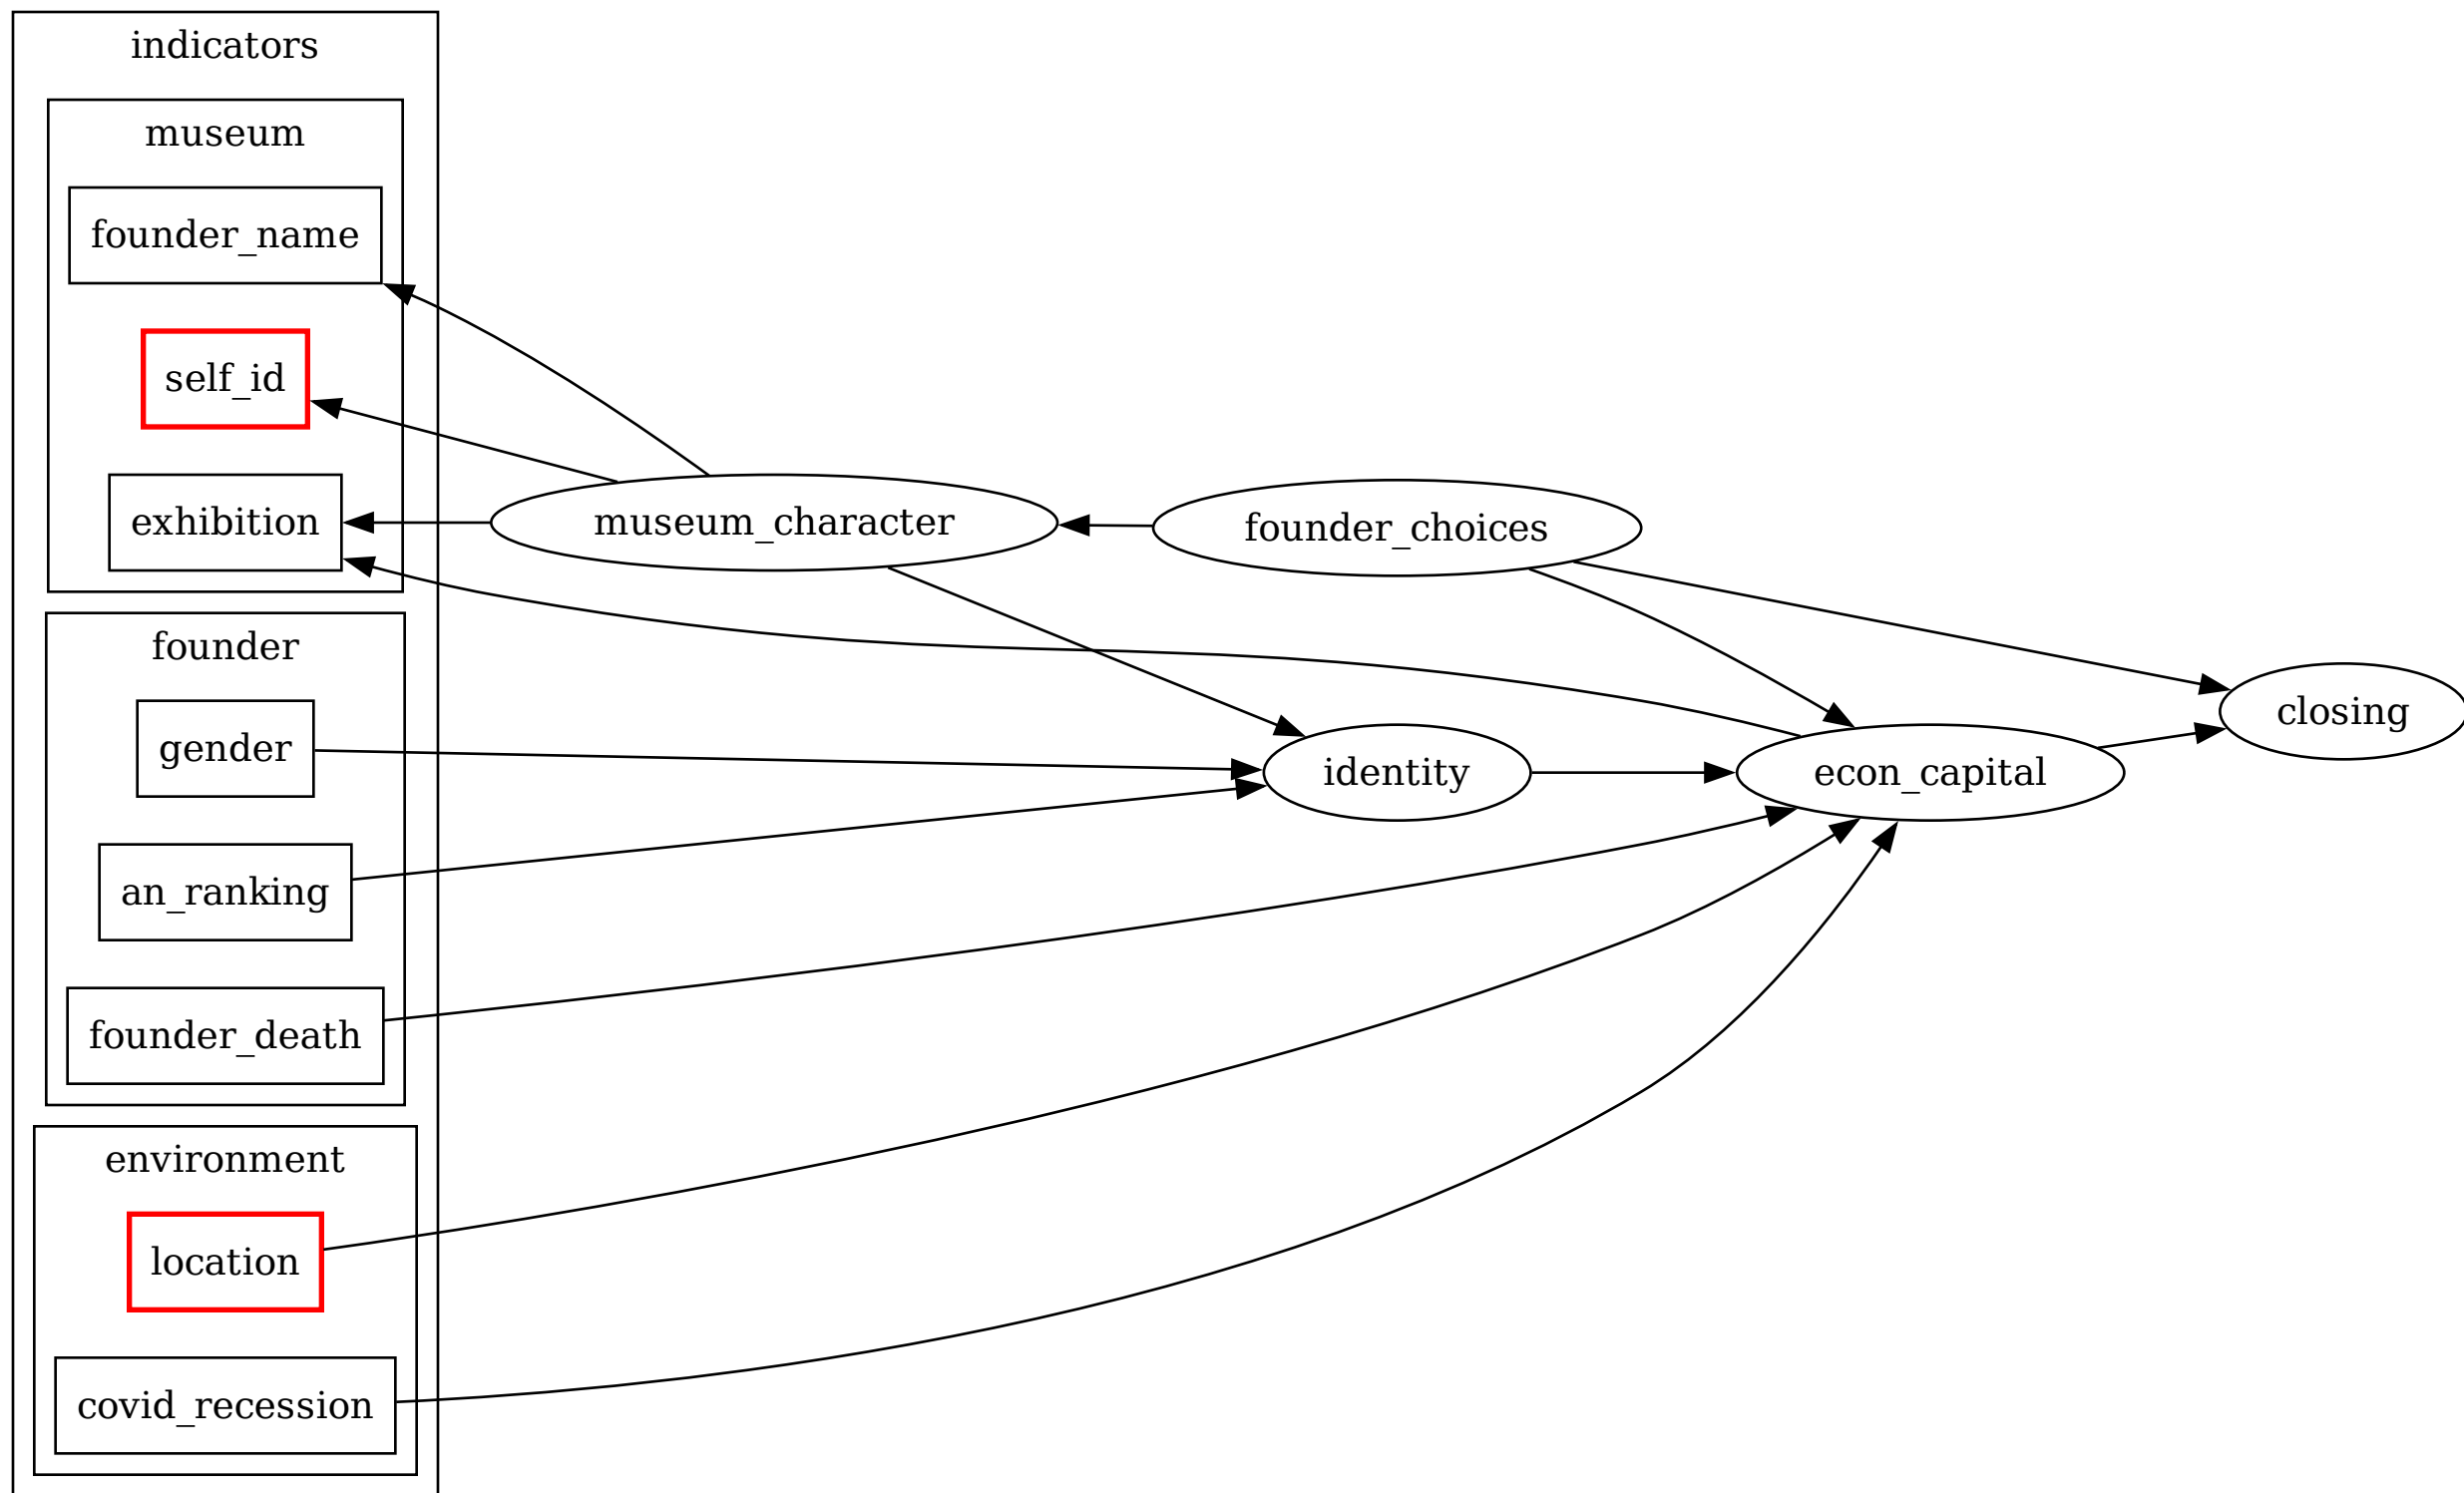 indicators
museum
founder_name
self_id
exhibition
museum_character
founder_choices
founder
gender
identity
econ_capital
closing
an_ranking
founder_death
environment
location
covid_recession